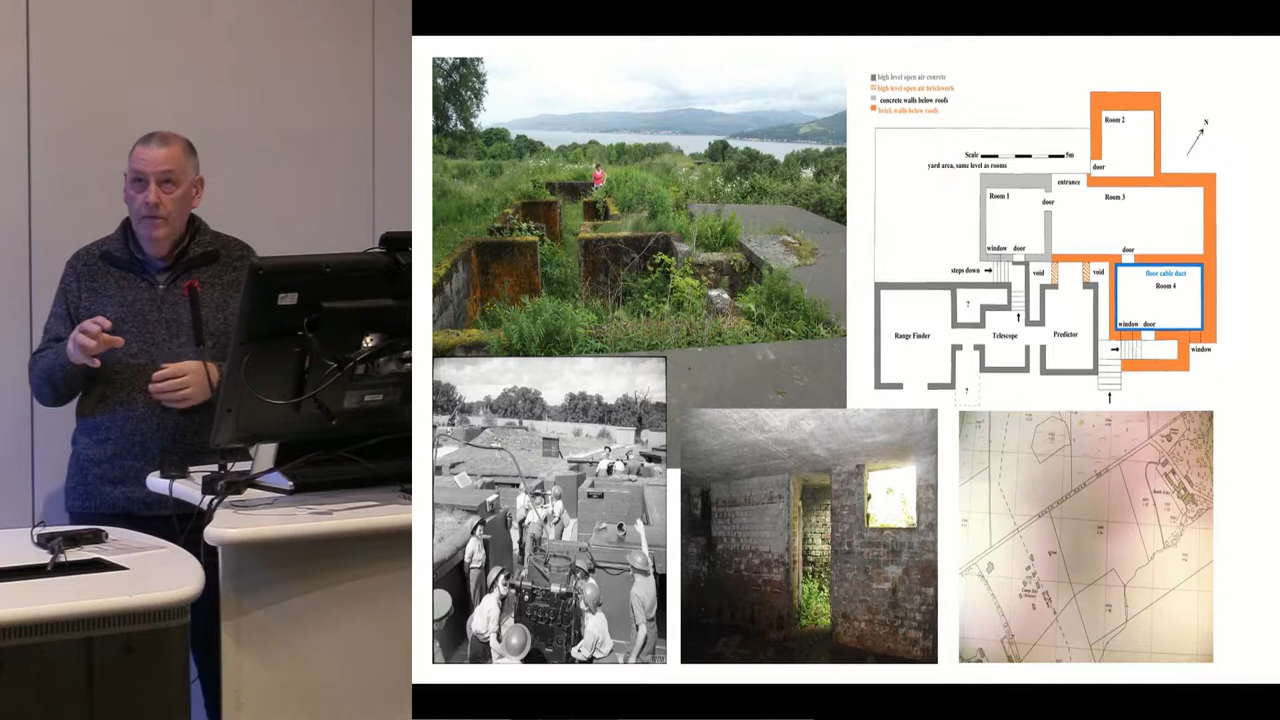 high level open air concrete
high level open air brickwork
concrete walls below roofs
brick walls below roofs
Room 2
N
Scale
5m
yard area, same level as rooms
door
entrance
Room 1
door
Room 3
window door
door
steps down
void
void
floor cable duct
Room 4
?
window door
Range Finder
Telescope
Predictor
window
?